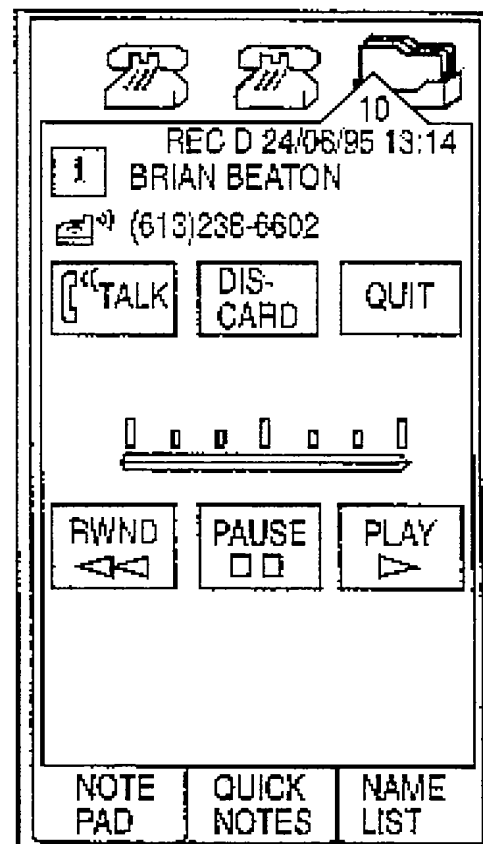 10
REC D 24/06/95 13:14
1 BRIAN BEATON
(613)238-6602
TALK DIS-CARD QUIT
RWND PAUSE PLAY
NOTE PAD QUICK NOTES NAME LIST